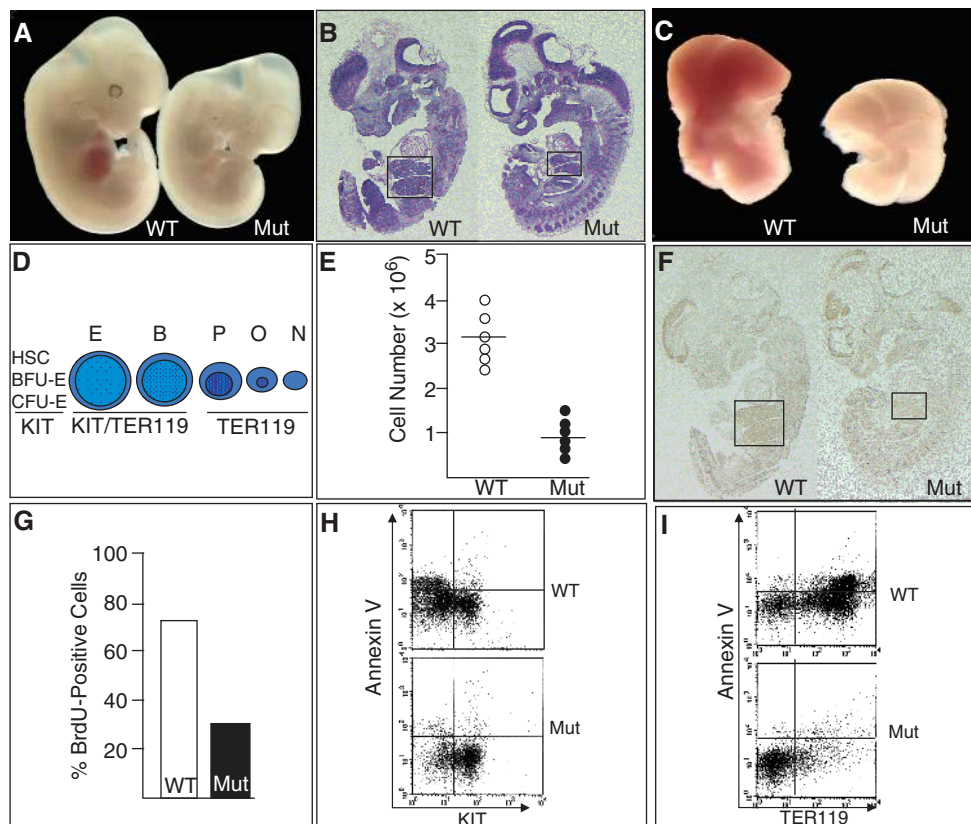 A
WT
Mut
B
WT
Mut
C
WT
Mut
D
E B P O N
HSC
BFU-E
CFU-E
KIT
KIT/TER119
TER119
E
Cell Number (x 10⁶)
5
4
3
2
1
WT
Mut
F
WT
Mut
G
% BrdU-Positive Cells
100
80
60
40
20
WT
Mut
H
Annexin V
WT
Mut
KIT
I
Annexin V
WT
Mut
TER119